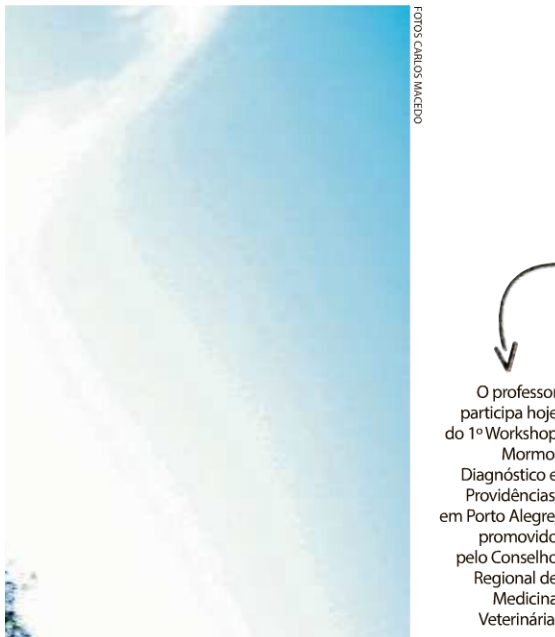 FOTOS CARLOS MACEDO
O professor
participa hoje
do 1º Workshop
Mormo
Diagnóstico e
Providências,
em Porto Alegre,
promovido
pelo Conselho
Regional de
Medicina
Veterinária